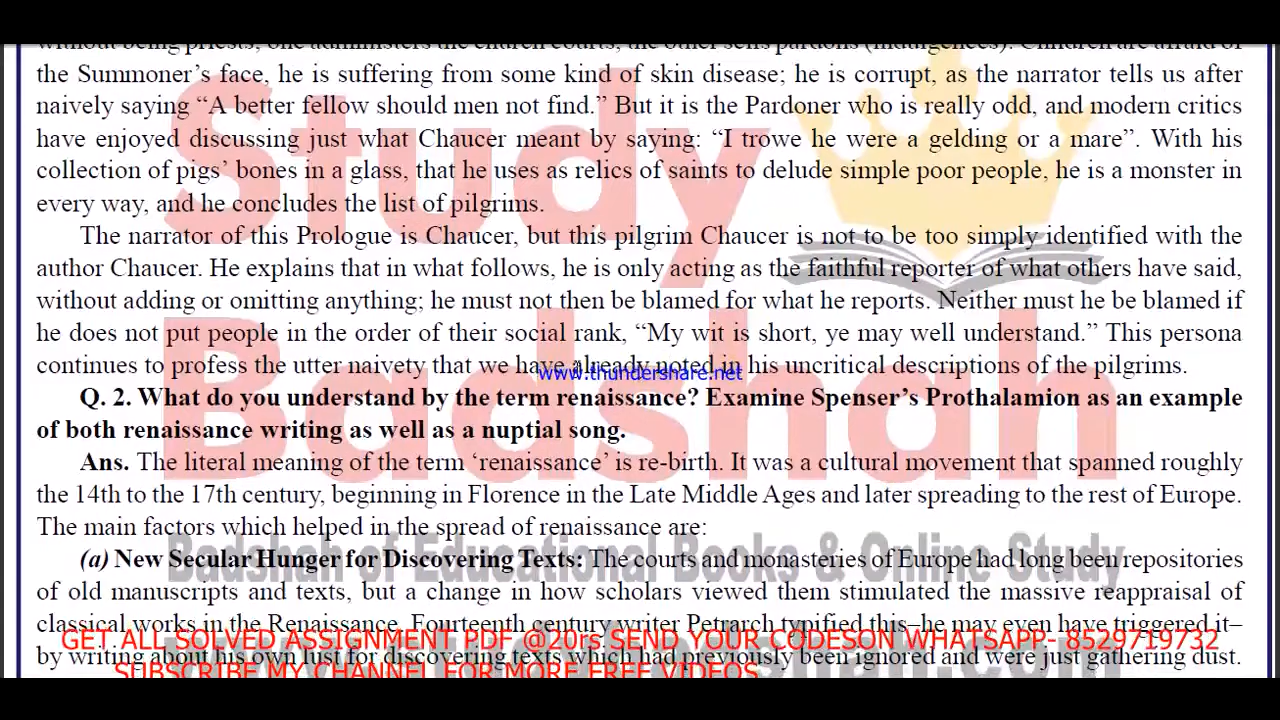 without being priests, one administers the church courts, the other sells pardons (indulgences). Children are afraid of
the Summoner's face, he is suffering from some kind of skin disease; he is corrupt, as the narrator tells us after
naively saying “A better fellow should men not find.” But it is the Pardoner who is really odd, and modern critics
have enjoyed discussing just what Chaucer meant by saying: “I trowe he were a gelding or a mare”. With his
collection of pigs’ bones in a glass, that he uses as relics of saints to delude simple poor people, he is a monster in
every way, and he concludes the list of pilgrims.
The narrator of this Prologue is Chaucer, but this pilgrim Chaucer is not to be too simply identified with the
author Chaucer. He explains that in what follows, he is only acting as the faithful reporter of what others have said,
without adding or omitting anything; he must not then be blamed for what he reports. Neither must he be blamed if
he does not put people in the order of their social rank, “My wit is short, ye may well understand.” This persona
continues to profess the utter naivety that we have already noted in his uncritical descriptions of the pilgrims.
www.thundershare.net
Q. 2. What do you understand by the term renaissance? Examine Spenser’s Prothalamion as an example
of both renaissance writing as well as a nuptial song.
Ans. The literal meaning of the term ‘renaissance’ is re-birth. It was a cultural movement that spanned roughly
the 14th to the 17th century, beginning in Florence in the Late Middle Ages and later spreading to the rest of Europe.
The main factors which helped in the spread of renaissance are:
(a) New Secular Hunger for Discovering Texts: The courts and monasteries of Europe had long been repositories
of old manuscripts and texts, but a change in how scholars viewed them stimulated the massive reappraisal of
classical works in the Renaissance. Fourteenth century writer Petrarch typified this–he may even have triggered it–
by writing about his own lust for discovering texts which had previously been ignored and were just gathering dust.
Study
Badshah
Badshah of Educational Books & Online Study
GET ALL SOLVED ASSIGNMENT PDF @20rs SEND YOUR CODESON WHATSAPP- 8529719732
SUBSCRIBE MY CHANNEL FOR MORE FREE VIDEOS